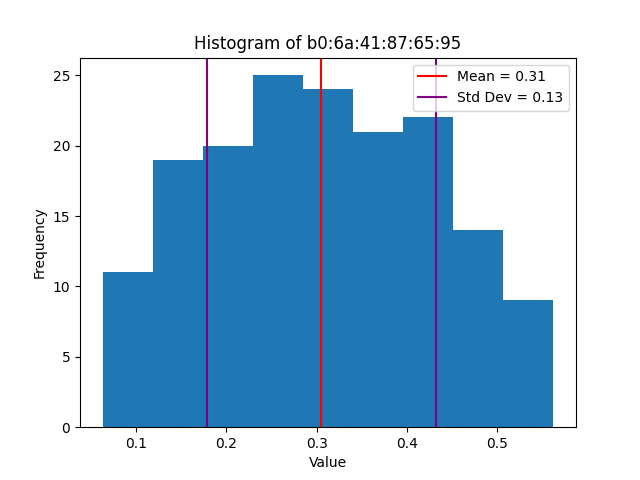 Histogram of b0:6a:41:87:65:95
Mean = 0.31
Std Dev = 0.13
25
20
15
10
5
0
Frequency
0.1 0.2 0.3 0.4 0.5
Value